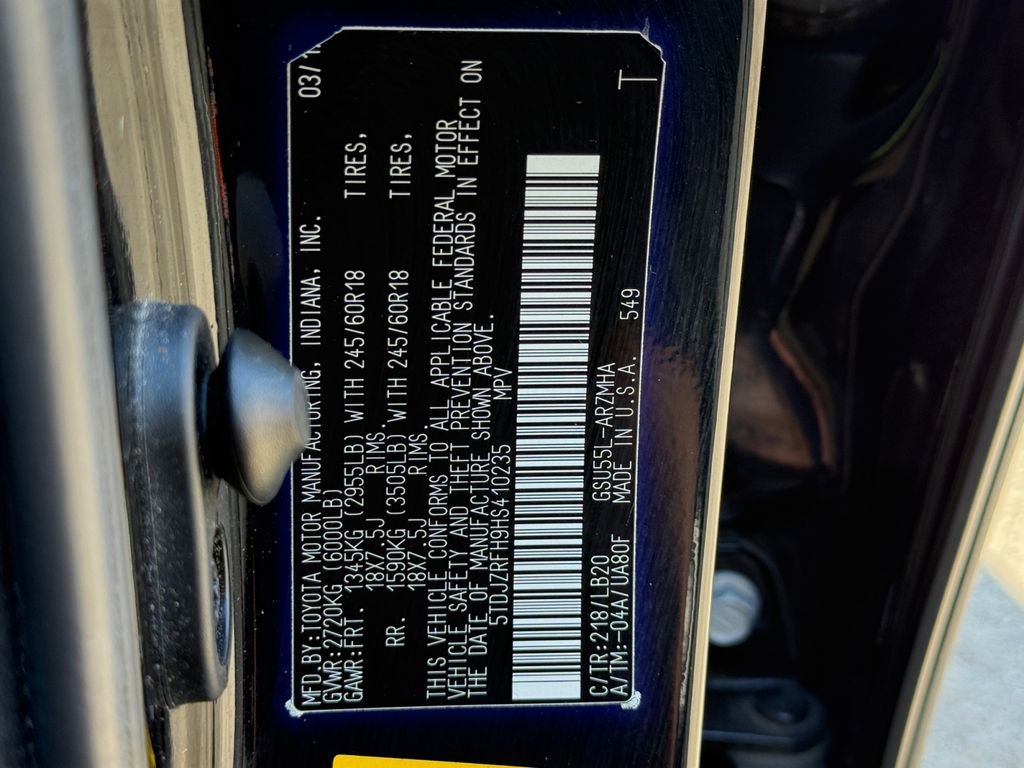 MFD.BY:TOYOTA MOTOR MANUFACTURING, INDIANA, INC. 03/
GVWR:2720KG (6000LB)
GAWR:FRT. 1345KG (2955LB) WITH 245/60R18 TIRES,
18X7.5J RIMS,
RR. 1590KG (3505LB) WITH 245/60R18 TIRES,
18X7.5J RIMS
THIS VEHICLE CONFORMS TO ALL APPLICABLE FEDERAL MOTOR
VEHICLE SAFETY AND THEFT PREVENTION STANDARDS IN EFFECT ON
THE DATE OF MANUFACTURE SHOWN ABOVE.
5TDJZRFH9HS410235 MPV
T
C/TR:218/LB20 GSU55L-ARZMHA
A/TM:-04A/UA80F MADE IN U.S.A. 549